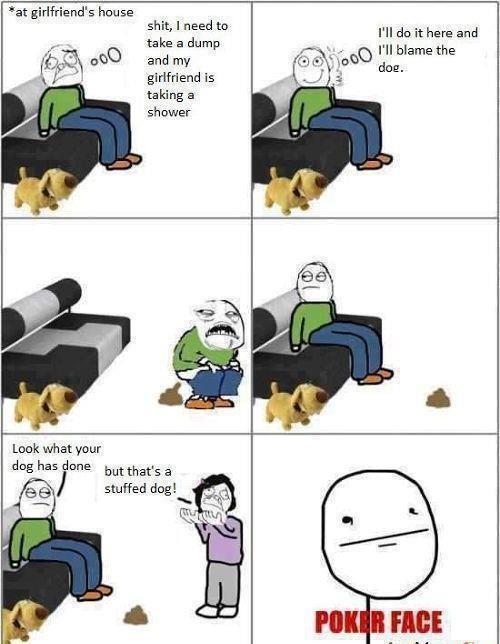 *at girlfriend's house
shit, I need to
take a dump
and my
girlfriend is
taking a
shower
I'll do it here and
I'll blame the
dog.
Look what your
dog has done
but that's a
stuffed dog!
POKER FACE